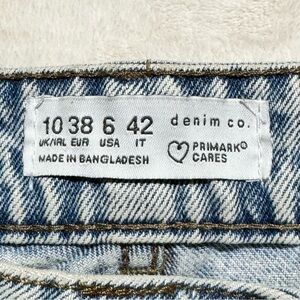 10 38 6 42
UK/IRL EUR USA IT
MADE IN BANGLADESH
denim co.
PRIMARK®
CARES